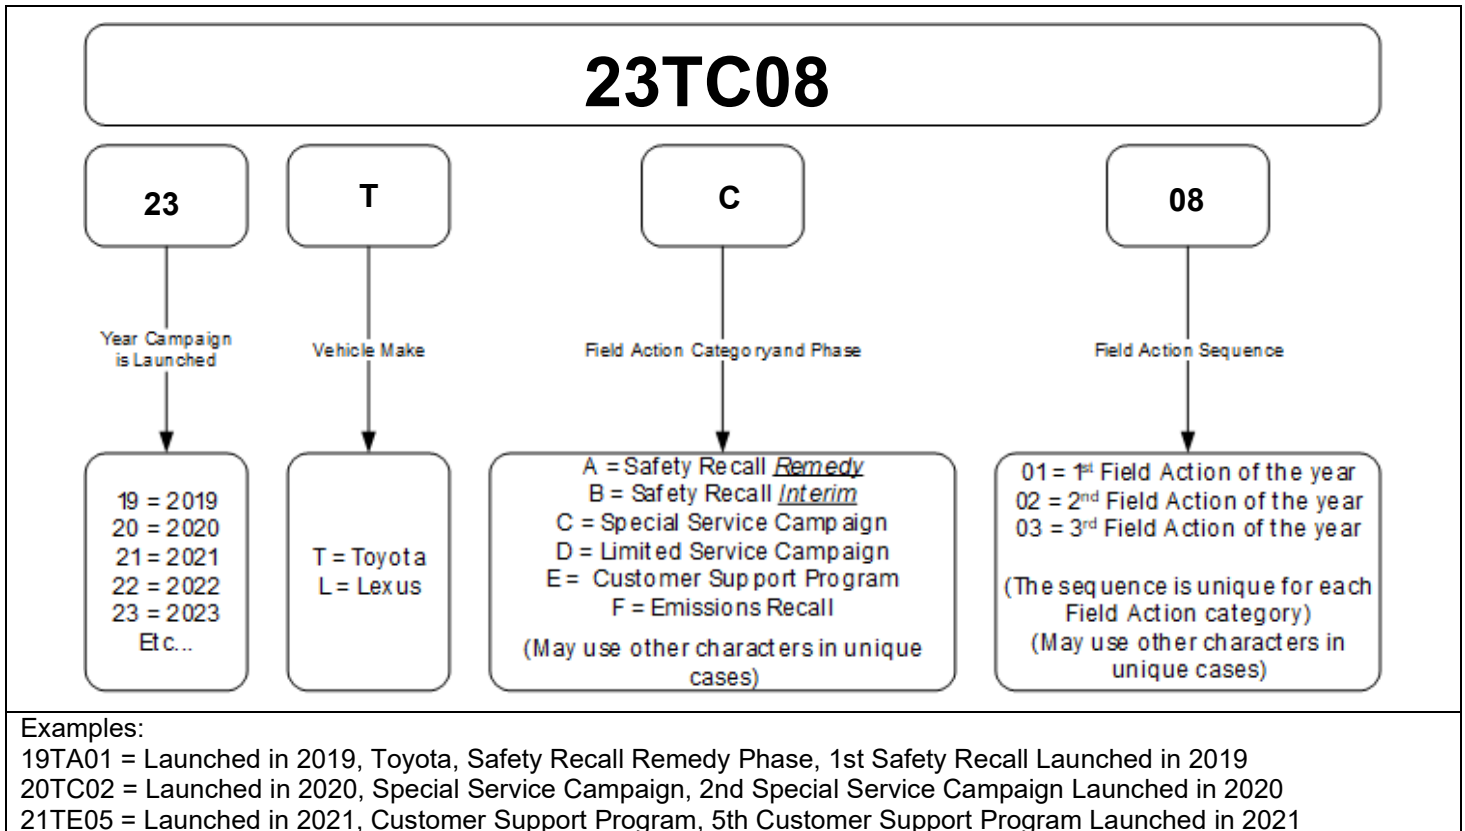 23TC08
23
T
C
08
Year Campaign
is Launched
Vehicle Make
Field Action Categoryand Phase
Field Action Sequence
19 = 2019
20 = 2020
21 = 2021
22 = 2022
23 = 2023
Etc...
T = Toyota
L = Lexus
A = Safety Recall Remedy
B = Safety Recall Interim
C = Special Service Campaign
D = Limited Service Campaign
E = Customer Support Program
F = Emissions Recall
(May use other characters in unique
cases)
01 = 1st Field Action of the year
02 = 2nd Field Action of the year
03 = 3rd Field Action of the year
(The sequence is unique for each
Field Action category)
(May use other characters in
unique cases)
Examples:
19TA01 = Launched in 2019, Toyota, Safety Recall Remedy Phase, 1st Safety Recall Launched in 2019
20TC02 = Launched in 2020, Special Service Campaign, 2nd Special Service Campaign Launched in 2020
21TE05 = Launched in 2021, Customer Support Program, 5th Customer Support Program Launched in 2021